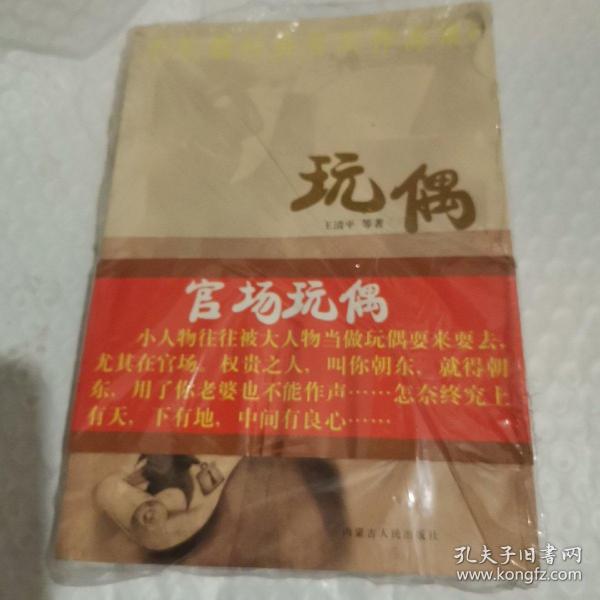 玩偶
王清平 等著
官场玩偶
小人物往往被大人物当做玩偶耍来耍去，
尤其在官场。权贵之人，叫你朝东，就得朝
东，用了你老婆也不能作声……怎奈终究上
有天，下有地，中间有良心……
内蒙古人民出版社
孔夫子旧书网
www.kongfz.com